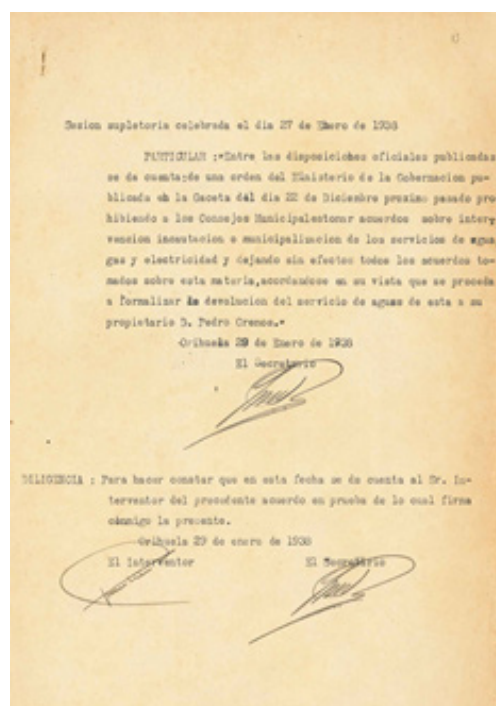 Sesion supletoria celebrada el dia 27 de Enero de 1938
PARTICULAR :"Entre las disposiciones oficiales publicadas
se da cuenta:de una orden del Ministerio de la Gobernacion pu-
blicada en la Gaceta dél dia 22 de Diciembre proximo pasado pro
hibiendo a los Consejos Municipalestomar acuerdos sobre inter
vencion incautacion o municipalizacion de los servicios de agua
gas y electricidad y dejando sin efectos todos los acuerdos to-
mados sobre esta materia,acordandose en su vista que se proceda
a formalizar la devolucion del servicio de aguas de esta a su
propietario D. Pedro Crenos."
Orihuela 29 de Enero de 1938
El Secretario
DILIGENCIA : Para hacer constar que en esta fecha se da cuenta al Sr. In-
terventor del precedente acuerdo en prueba de lo cual firma
conmigo la presente.
Orihuela 29 de enero de 1938
El Interventor El Secretario